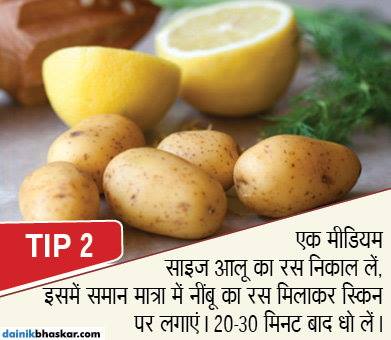 TIP 2
एक मीडियम
साइज आलू का रस निकाल लें,
इसमें समान मात्रा में नींबू का रस मिलाकर स्किन
पर लगाएं। 20-30 मिनट बाद धो लें।
dainikbhaskar.com